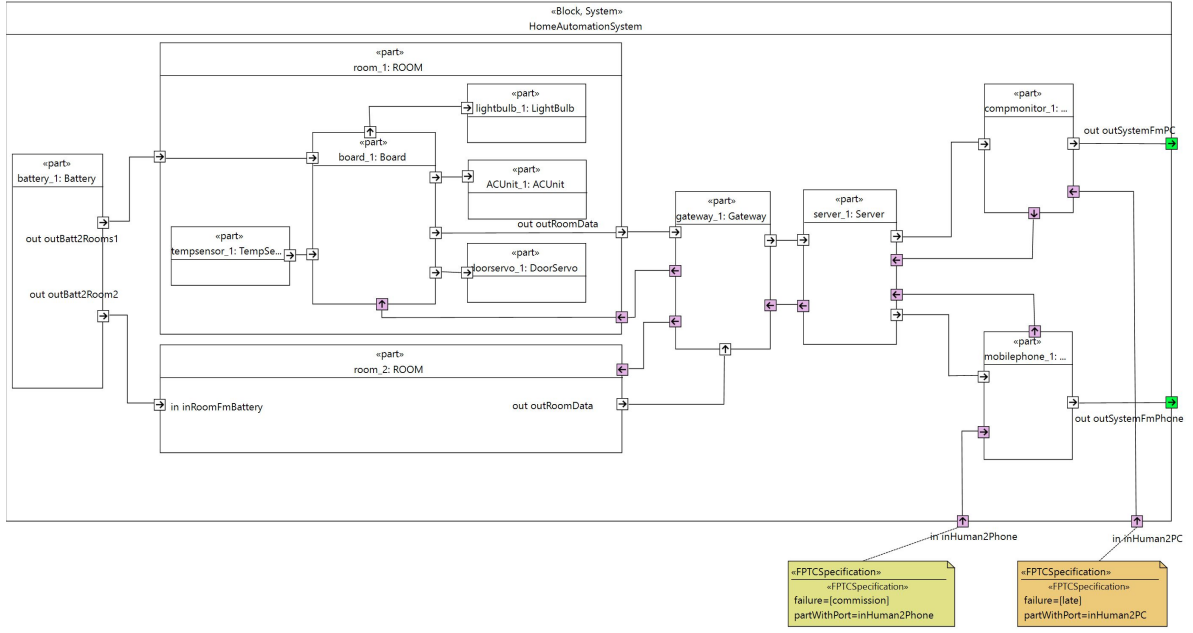 «Block, System»
HomeAutomationSystem
«part»
room_1: ROOM
«part»
lightbulb_1: LightBulb
«part»
board_1: Board
«part»
ACUnit_1: ACUnit
out outRoomData
«part»
tempsensor_1: TempSe...
«part»
doorservo_1: DoorServo
«part»
battery_1: Battery
out outBatt2Rooms1
out outBatt2Room2
«part»
room_2: ROOM
in inRoomFmBattery
out outRoomData
«part»
gateway_1: Gateway
«part»
server_1: Server
«part»
compmonitor_1: ...
out outSystemFmPC
«part»
mobilephone_1: ...
out outSystemFmPhone
in inHuman2Phone
in inHuman2PC
«FPTCSpecification»
«FPTCSpecification»
failure=[commission]
partWithPort=inHuman2Phone
«FPTCSpecification»
«FPTCSpecification»
failure=[late]
partWithPort=inHuman2PC